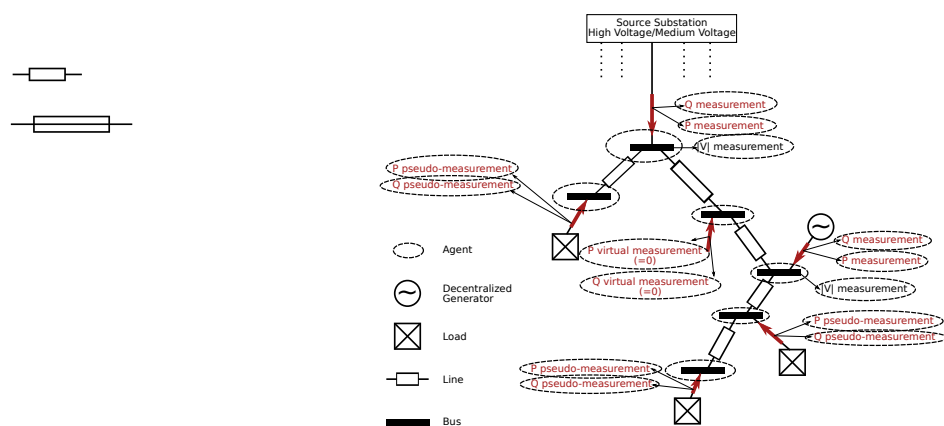 Source Substation
High Voltage/Medium Voltage
Q measurement
P measurement
|V| measurement
P pseudo-measurement
Q pseudo-measurement
P virtual measurement
(=0)
Q virtual measurement
(=0)
Q measurement
P measurement
|V| measurement
P pseudo-measurement
Q pseudo-measurement
P pseudo-measurement
Q pseudo-measurement
Agent
Decentralized
Generator
Load
Line
Bus